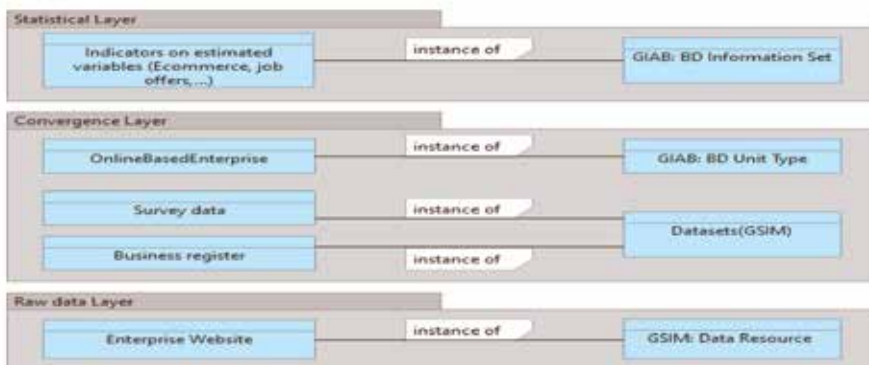 Statistical Layer
Indicators on estimated
variables (Ecommerce, job
offers,...)
instance of
GIAB: BD Information Set
Convergence Layer
OnlineBasedEnterprise
instance of
GIAB: BD Unit Type
Survey data
instance of
Datasets(GSIM)
Business register
instance of
Raw data Layer
Enterprise Website
instance of
GSIM: Data Resource